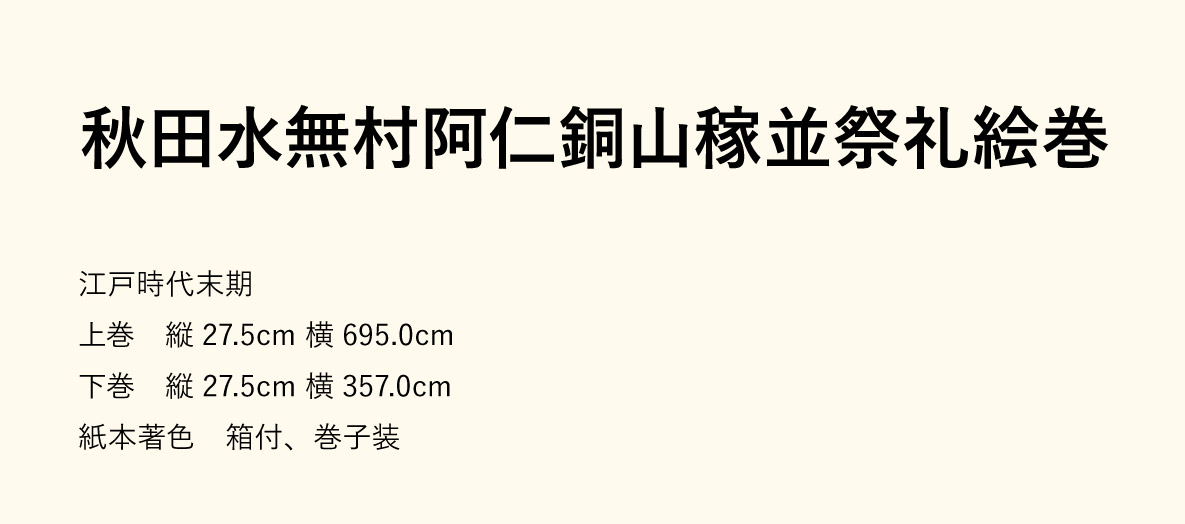 秋田水無村阿仁銅山稼並祭礼絵巻
江戸時代末期
上巻　縦 27.5cm 横 695.0cm
下巻　縦 27.5cm 横 357.0cm
紙本著色　箱付、巻子装